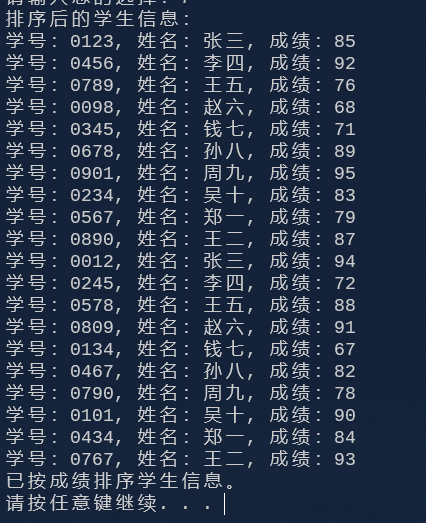 排序后的学生信息:
学号: 0123, 姓名: 张三, 成绩: 85
学号: 0456, 姓名: 李四, 成绩: 92
学号: 0789, 姓名: 王五, 成绩: 76
学号: 0098, 姓名: 赵六, 成绩: 68
学号: 0345, 姓名: 钱七, 成绩: 71
学号: 0678, 姓名: 孙八, 成绩: 89
学号: 0901, 姓名: 周九, 成绩: 95
学号: 0234, 姓名: 吴十, 成绩: 83
学号: 0567, 姓名: 郑一, 成绩: 79
学号: 0890, 姓名: 王二, 成绩: 87
学号: 0012, 姓名: 张三, 成绩: 94
学号: 0245, 姓名: 李四, 成绩: 72
学号: 0578, 姓名: 王五, 成绩: 88
学号: 0809, 姓名: 赵六, 成绩: 91
学号: 0134, 姓名: 钱七, 成绩: 67
学号: 0467, 姓名: 孙八, 成绩: 82
学号: 0790, 姓名: 周九, 成绩: 78
学号: 0101, 姓名: 吴十, 成绩: 90
学号: 0434, 姓名: 郑一, 成绩: 84
学号: 0767, 姓名: 王二, 成绩: 93
已按成绩排序学生信息。
请按任意键继续. . .